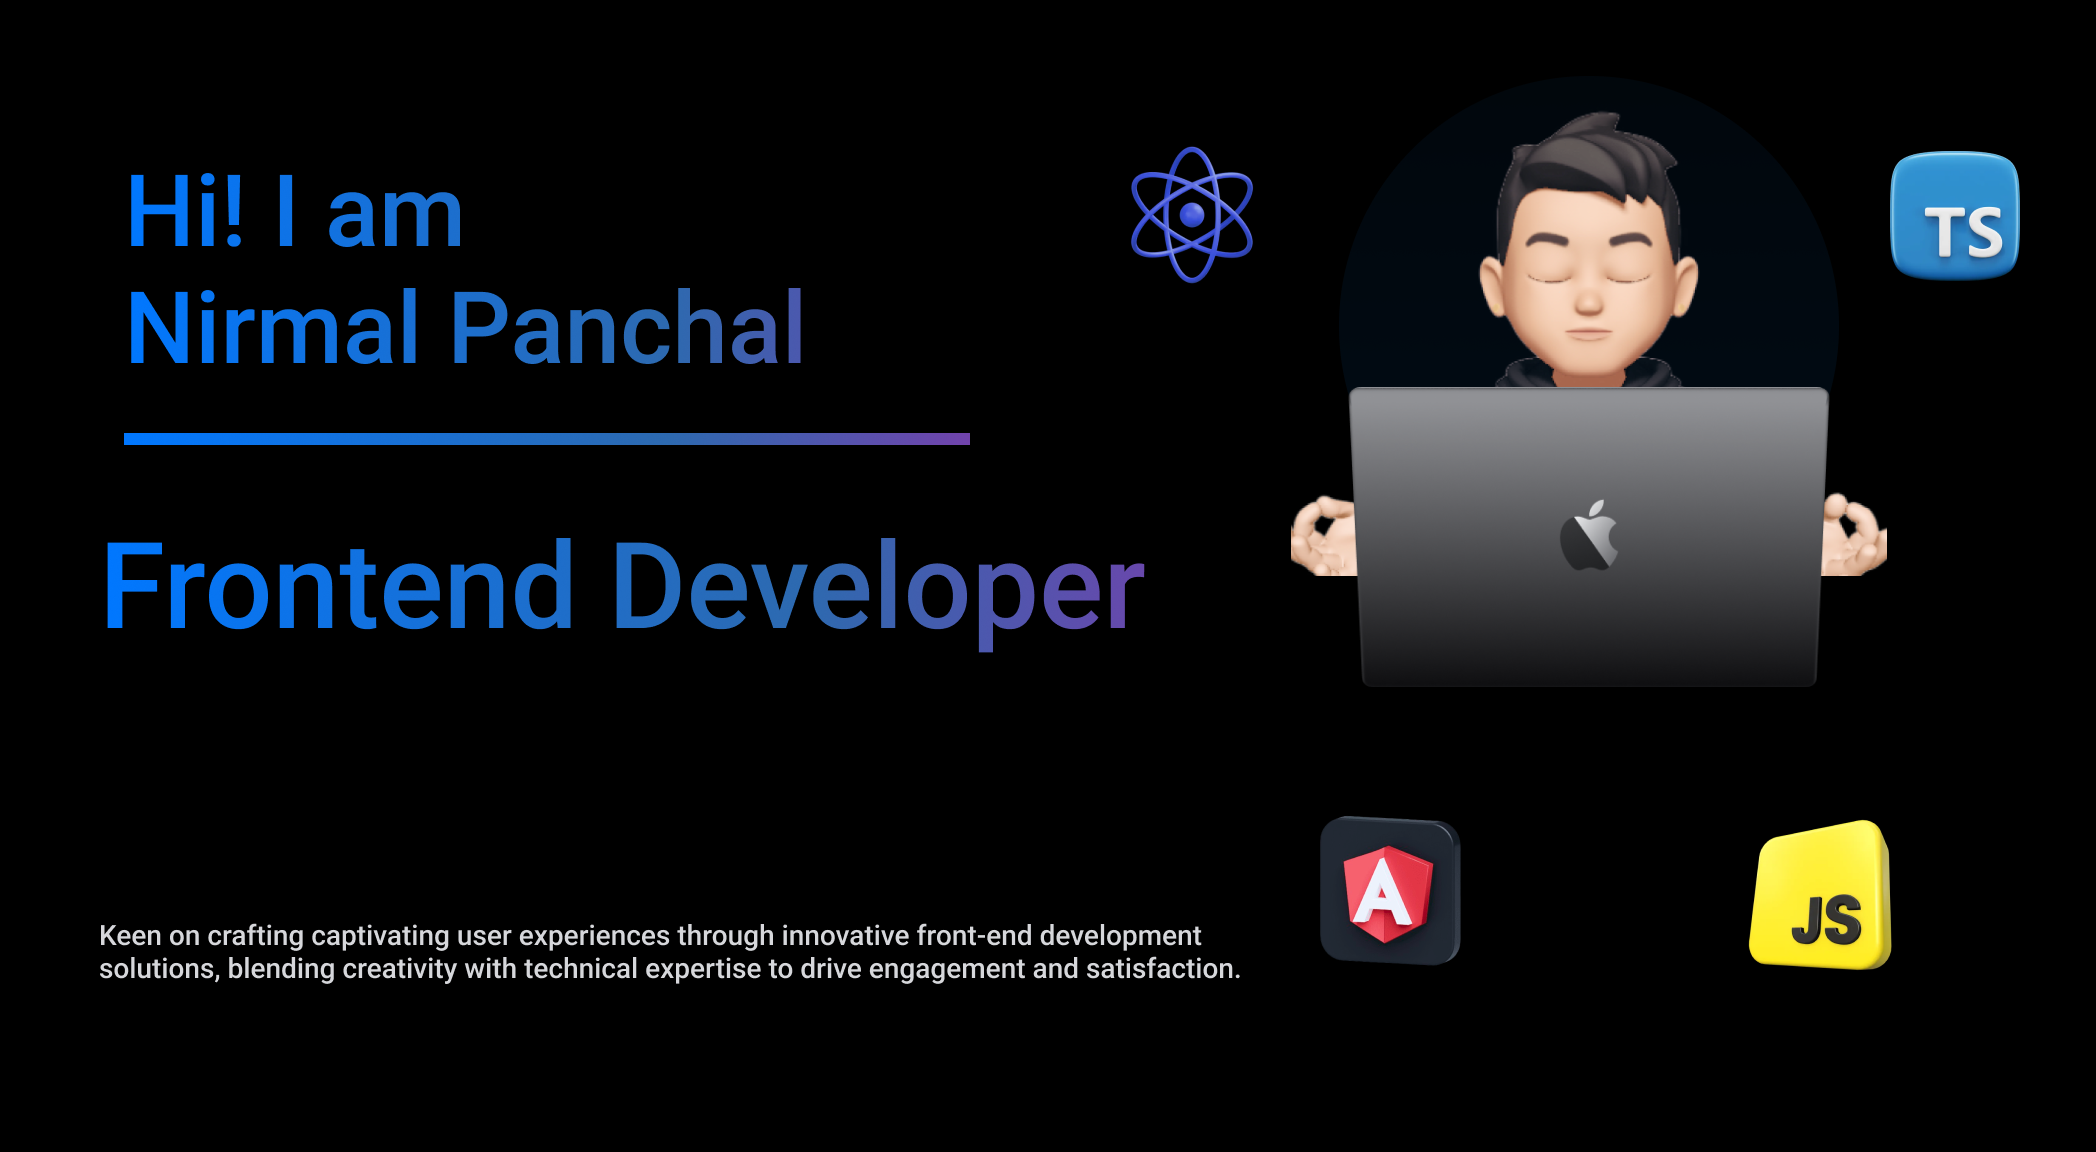 Hi! I am
Nirmal Panchal
Frontend Developer
Keen on crafting captivating user experiences through innovative front-end development
solutions, blending creativity with technical expertise to drive engagement and satisfaction.
TS
A
JS